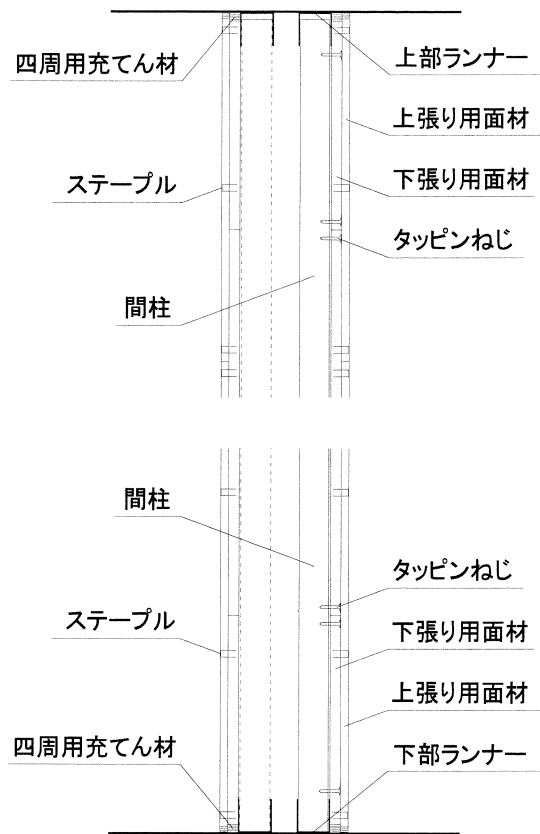 四周用充てん材
上部ランナー
上張り用面材
ステープル
下張り用面材
タッピンねじ
間柱
間柱
タッピンねじ
ステープル
下張り用面材
上張り用面材
四周用充てん材
下部ランナー